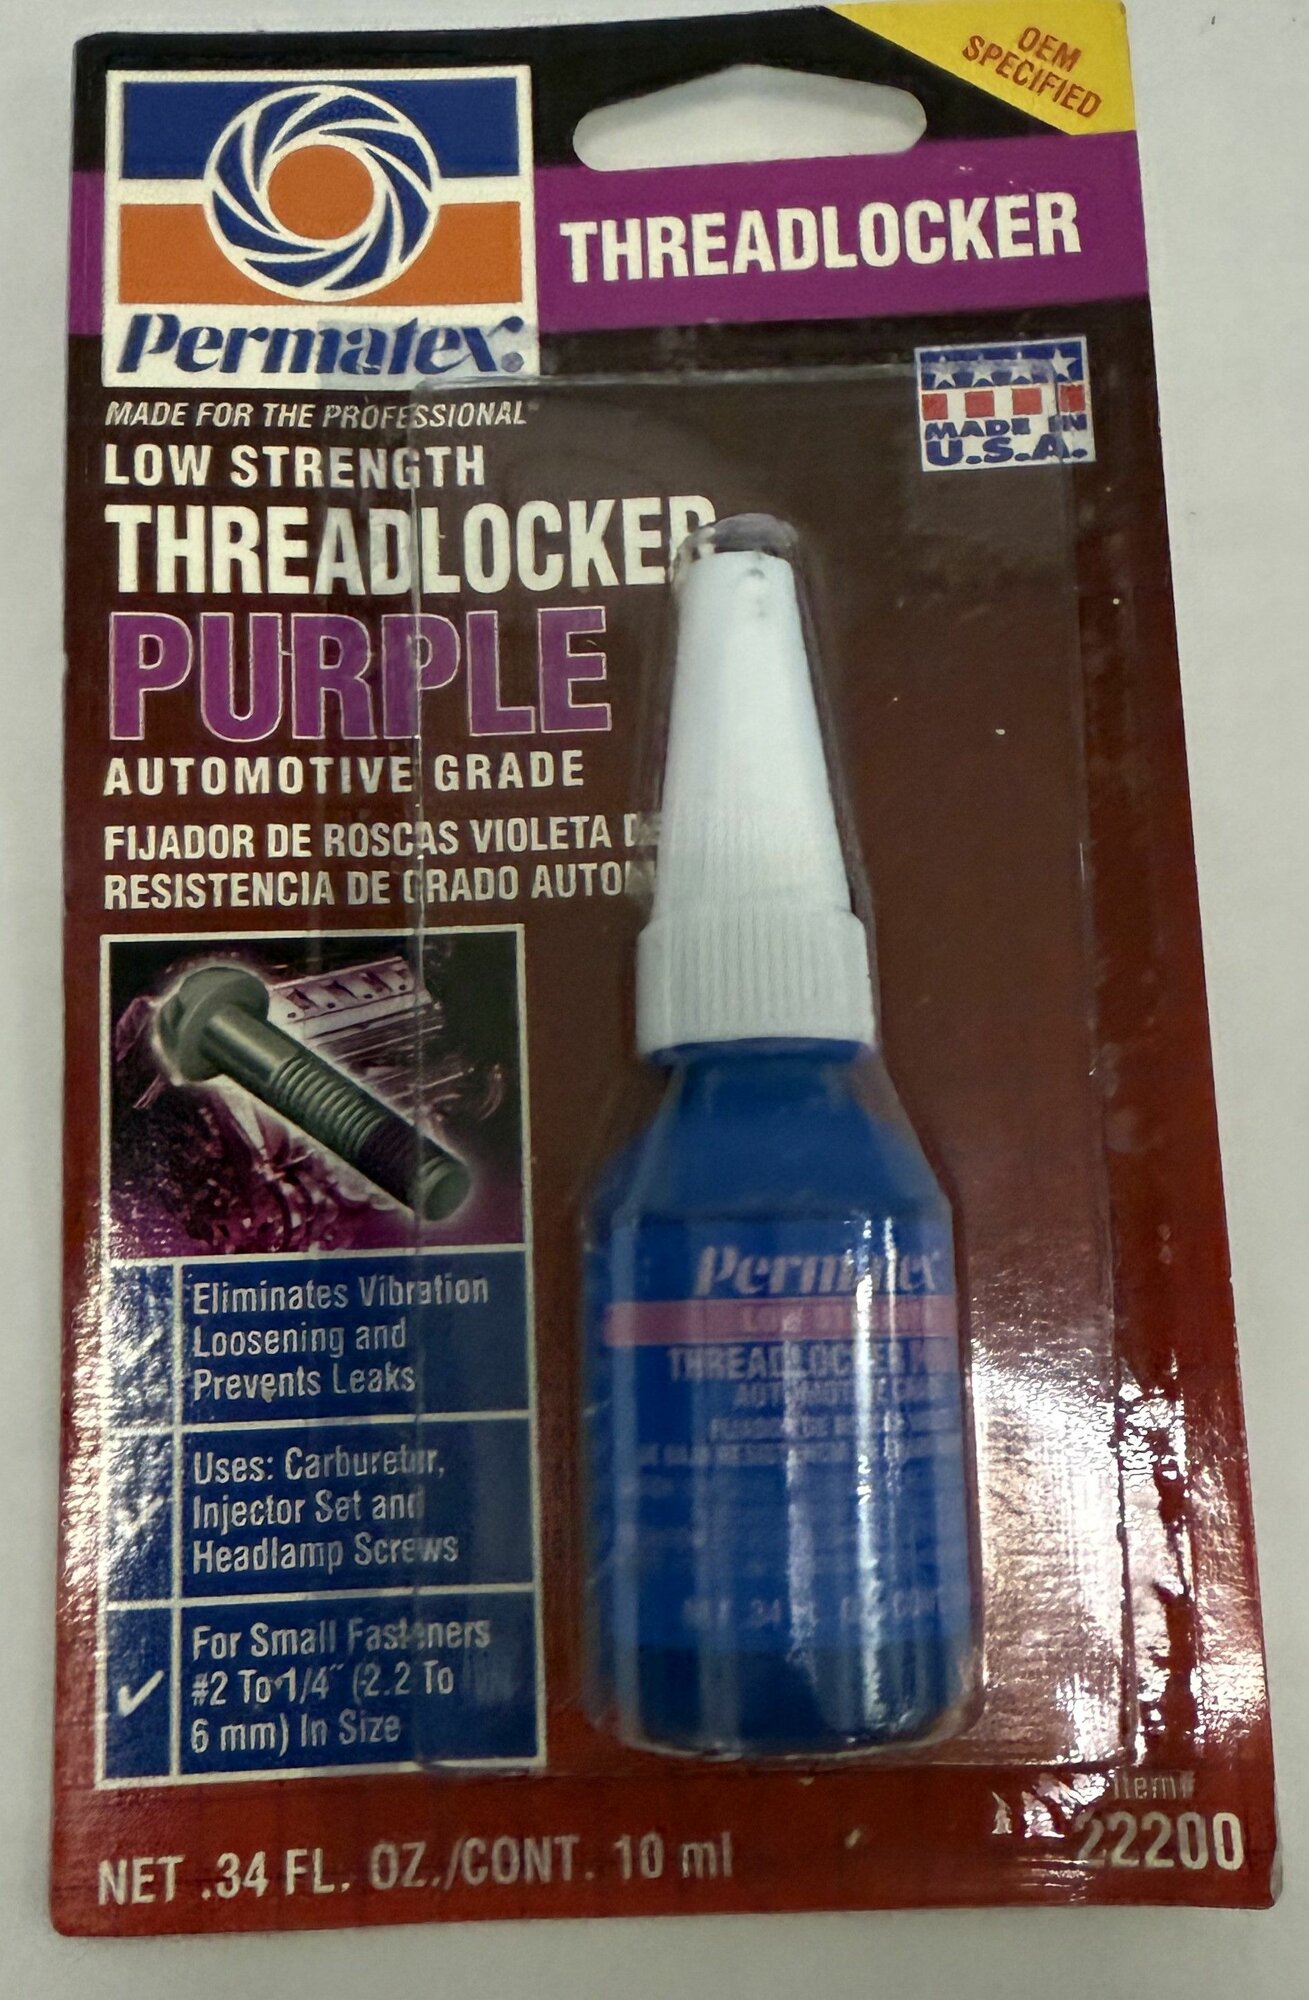 OEM
SPECIFIED
THREADLOCKER
Permatex®
MADE FOR THE PROFESSIONAL
MADE IN
U.S.A.
LOW STRENGTH
THREADLOCKER
PURPLE
AUTOMOTIVE GRADE
FIJADOR DE ROSCAS VIOLETA
RESISTENCIA DE GRADO
Eliminates Vibration
Loosening and
Prevents Leaks
Uses: Carburetor,
Injector Set and
Headlamp Screws
For Small Fasteners
#2 To 1/4" (2.2 To
6 mm) In Size
Permatex
THREADLOCKER
NET .34 FL. OZ./CONT. 10 ml
Item#
22200